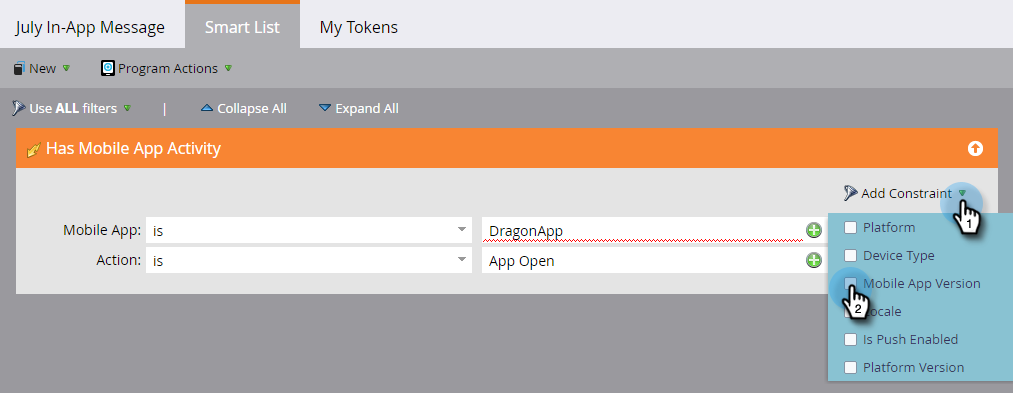 July In-App Message Smart List My Tokens
New Program Actions
Use ALL filters | Collapse All Expand All
Has Mobile App Activity
Add Constraint
1
Mobile App: is DragonApp
Platform
Action: is App Open
Device Type
Mobile App Version
2
Locale
Is Push Enabled
Platform Version